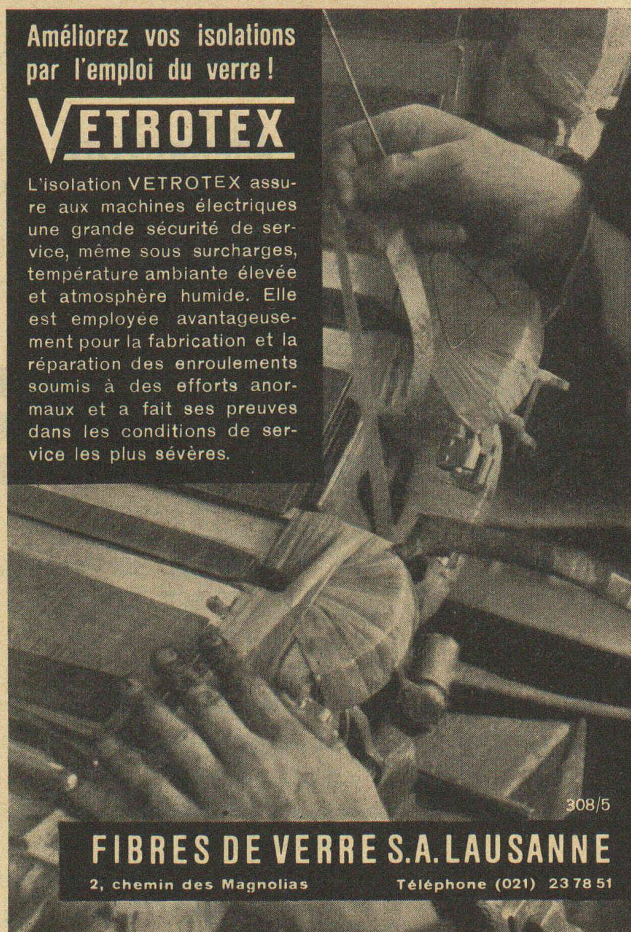 Améliorez vos isolations
par l'emploi du verre !
VETROTEX
L'isolation VETROTEX assu-
re aux machines électriques
une grande sécurité de ser-
vice, même sous surcharges,
température ambiante élevée
et atmosphère humide. Elle
est employée avantageuse-
ment pour la fabrication et la
réparation des enroulements
soumis à des efforts anor-
maux et a fait ses preuves
dans les conditions de ser-
vice les plus sévères.
308/5
FIBRES DE VERRE S.A. LAUSANNE
2, chemin des Magnolias Téléphone (021) 23 78 51